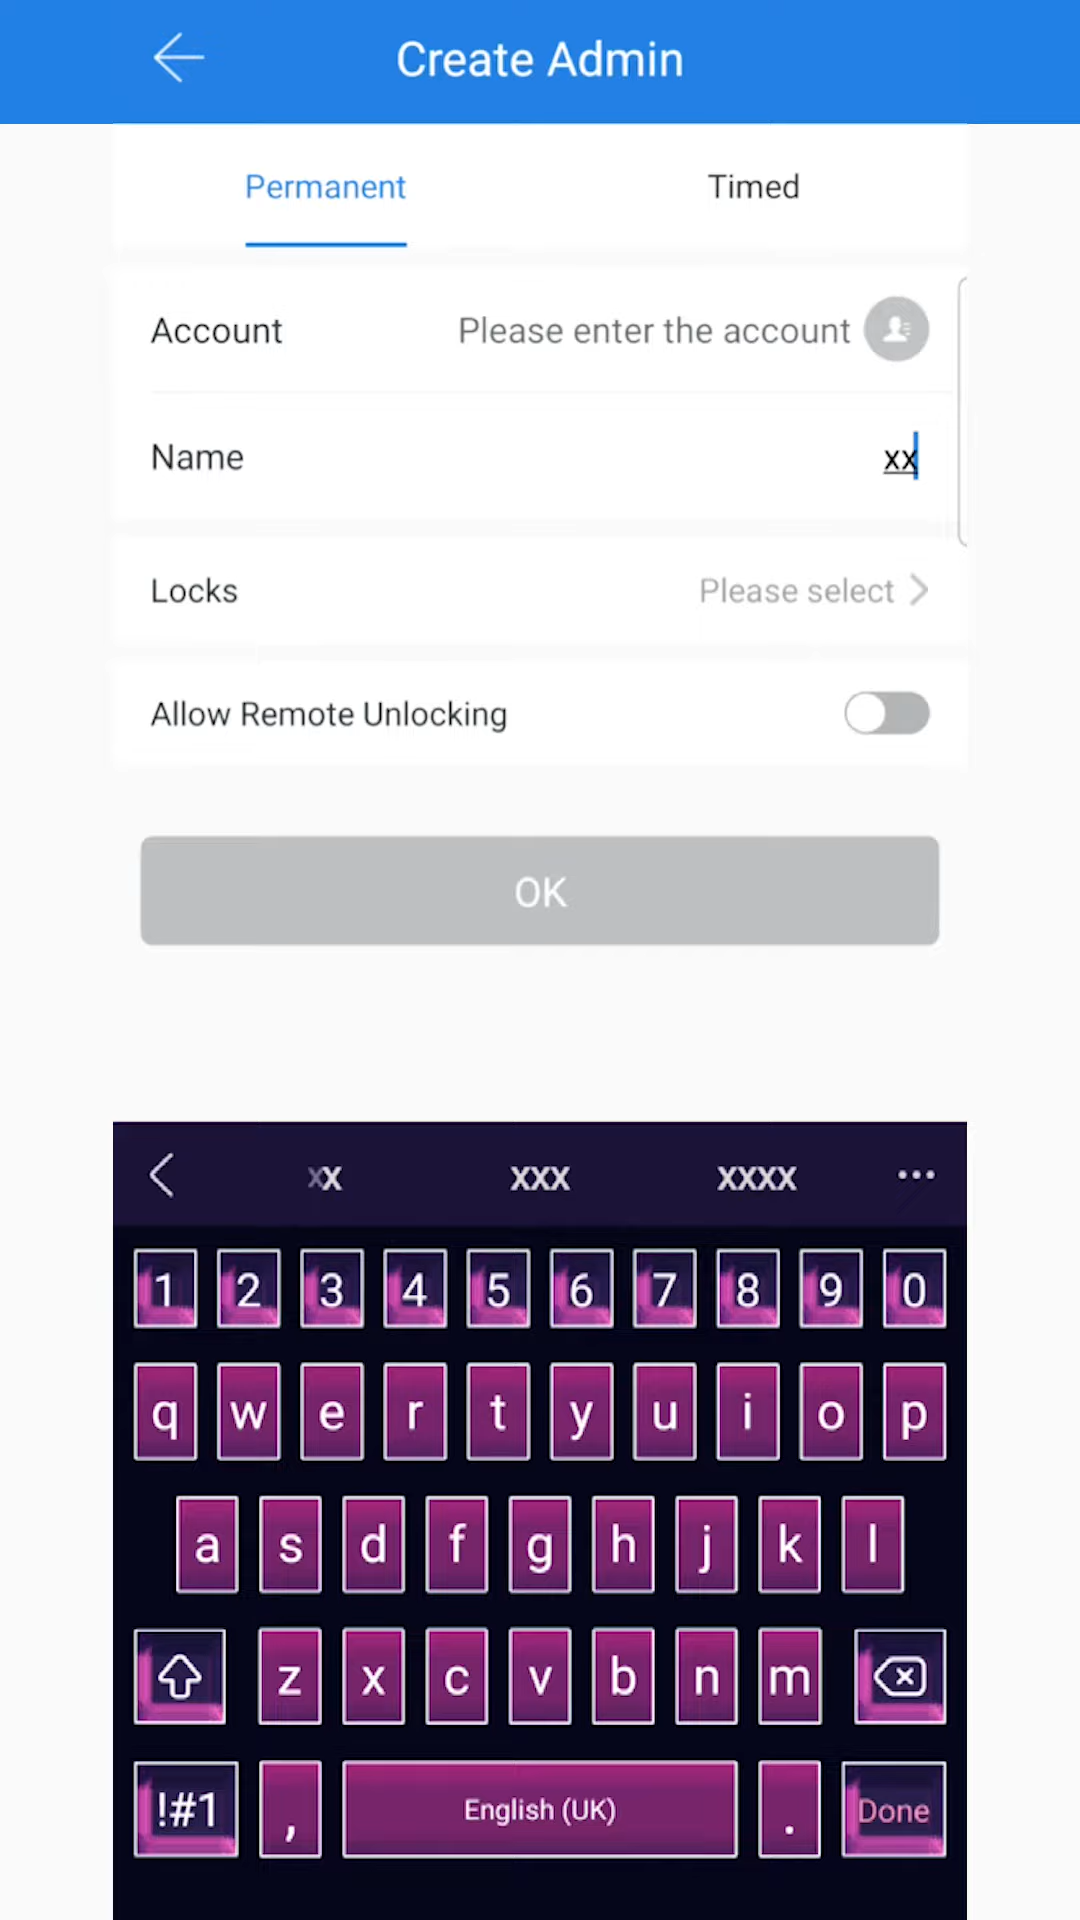 Create Admin
Permanent Timed
Account Please enter the account
Name xx
Locks Please select
Allow Remote Unlocking
OK
xx xxx xxxx ...
1 2 3 4 5 6 7 8 9 0
q w e r t y u i o p
a s d f g h j k l
z x c v b n m
!#1 , English (UK) . Done